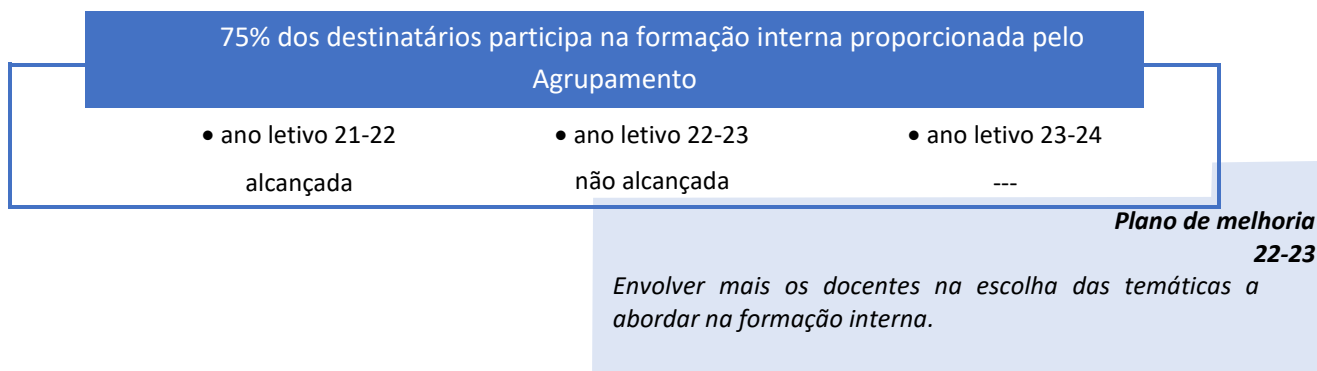 75% dos destinatários participa na formação interna proporcionada pelo
Agrupamento
• ano letivo 21-22 • ano letivo 22-23 • ano letivo 23-24
alcançada não alcançada ---
Plano de melhoria
22-23
Envolver mais os docentes na escolha das temáticas a
abordar na formação interna.